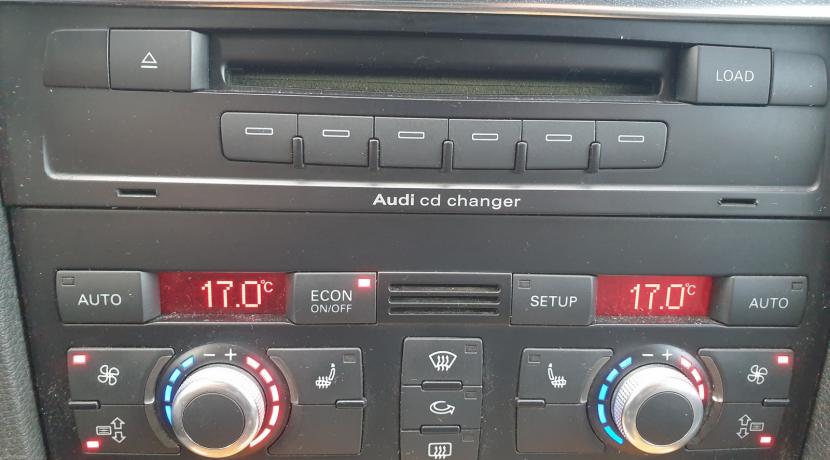 LOAD
Audi cd changer
AUTO 17.0°C ECON ON/OFF SETUP 17.0°C AUTO
- +
- +